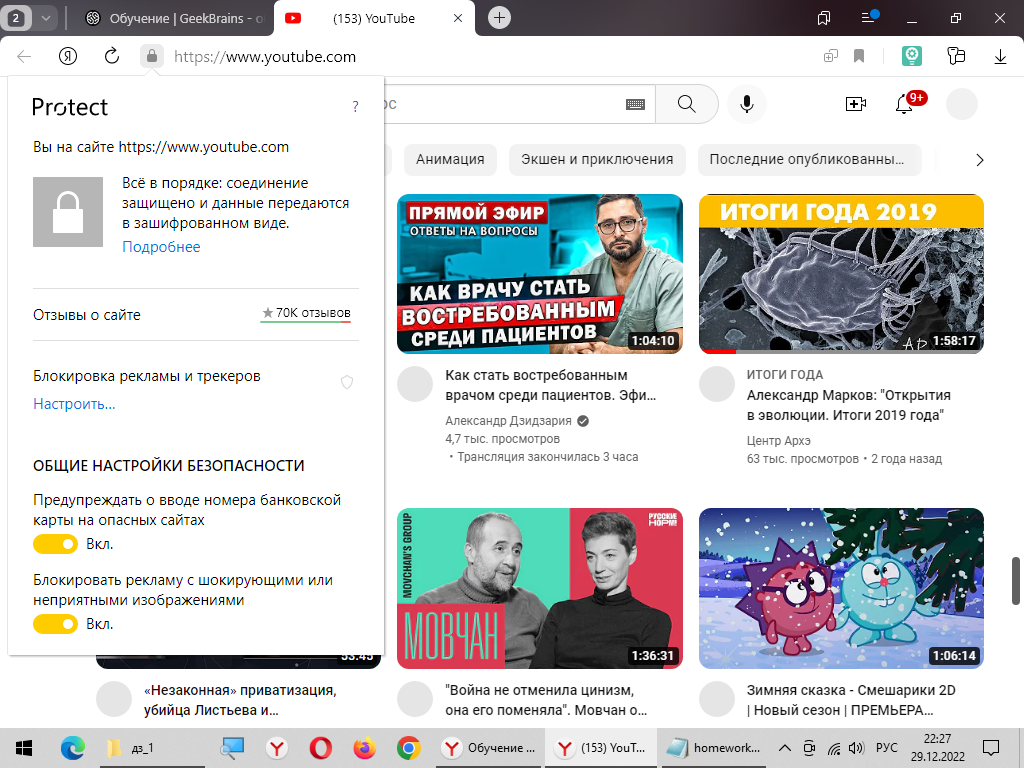 2
Обучение | GeekBrains - о
(153) YouTube
Я
https://www.youtube.com
Protect
?
Вы на сайте https://www.youtube.com
Всё в порядке: соединение
защищено и данные передаются
в зашифрованном виде.
Подробнее
Отзывы о сайте
70K отзывов
Блокировка рекламы и трекеров
Настроить...
ОБЩИЕ НАСТРОЙКИ БЕЗОПАСНОСТИ
Предупреждать о вводе номера банковской
карты на опасных сайтах
Вкл.
Блокировать рекламу с шокирующими или
неприятными изображениями
Вкл.
ос
9+
Анимация
Экшен и приключения
Последние опубликованны...
ПРЯМОЙ ЭФИР
ОТВЕТЫ НА ВОПРОСЫ
КАК ВРАЧУ СТАТЬ
ВОСТРЕБОВАННЫМ
СРЕДИ ПАЦИЕНТОВ
1:04:10
Как стать востребованным
врачом среди пациентов. Эфи...
Александр Дзидзария
4,7 тыс. просмотров
• Трансляция закончилась 3 часа
ИТОГИ ГОДА 2019
АР
1:58:17
ИТОГИ ГОДА
Александр Марков: "Открытия
в эволюции. Итоги 2019 года"
Центр Архэ
63 тыс. просмотров • 2 года назад
53:45
«Незаконная» приватизация,
убийца Листьева и...
MOVCHAN'S GROUP
РУССКИЕ
НОРМ!
МОВЧАН
1:36:31
"Война не отменила цинизм,
она его поменяла". Мовчан о...
1:06:14
Зимняя сказка - Смешарики 2D
| Новый сезон | ПРЕМЬЕРА...
дз_1
Обучение ...
(153) YouT...
homework...
РУС
22:27
29.12.2022